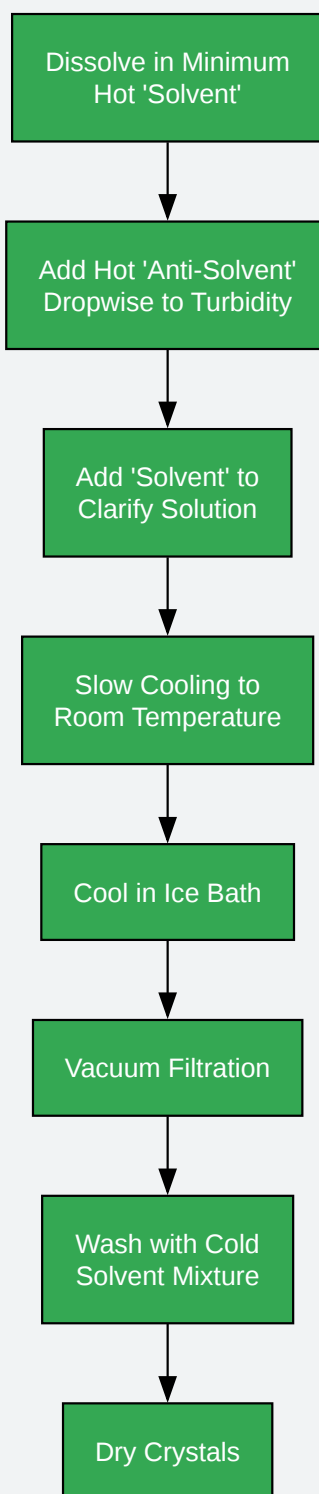 Dissolve in Minimum
Hot 'Solvent'
Add Hot 'Anti-Solvent'
Dropwise to Turbidity
Add 'Solvent' to
Clarify Solution
Slow Cooling to
Room Temperature
Cool in Ice Bath
Vacuum Filtration
Wash with Cold
Solvent Mixture
Dry Crystals